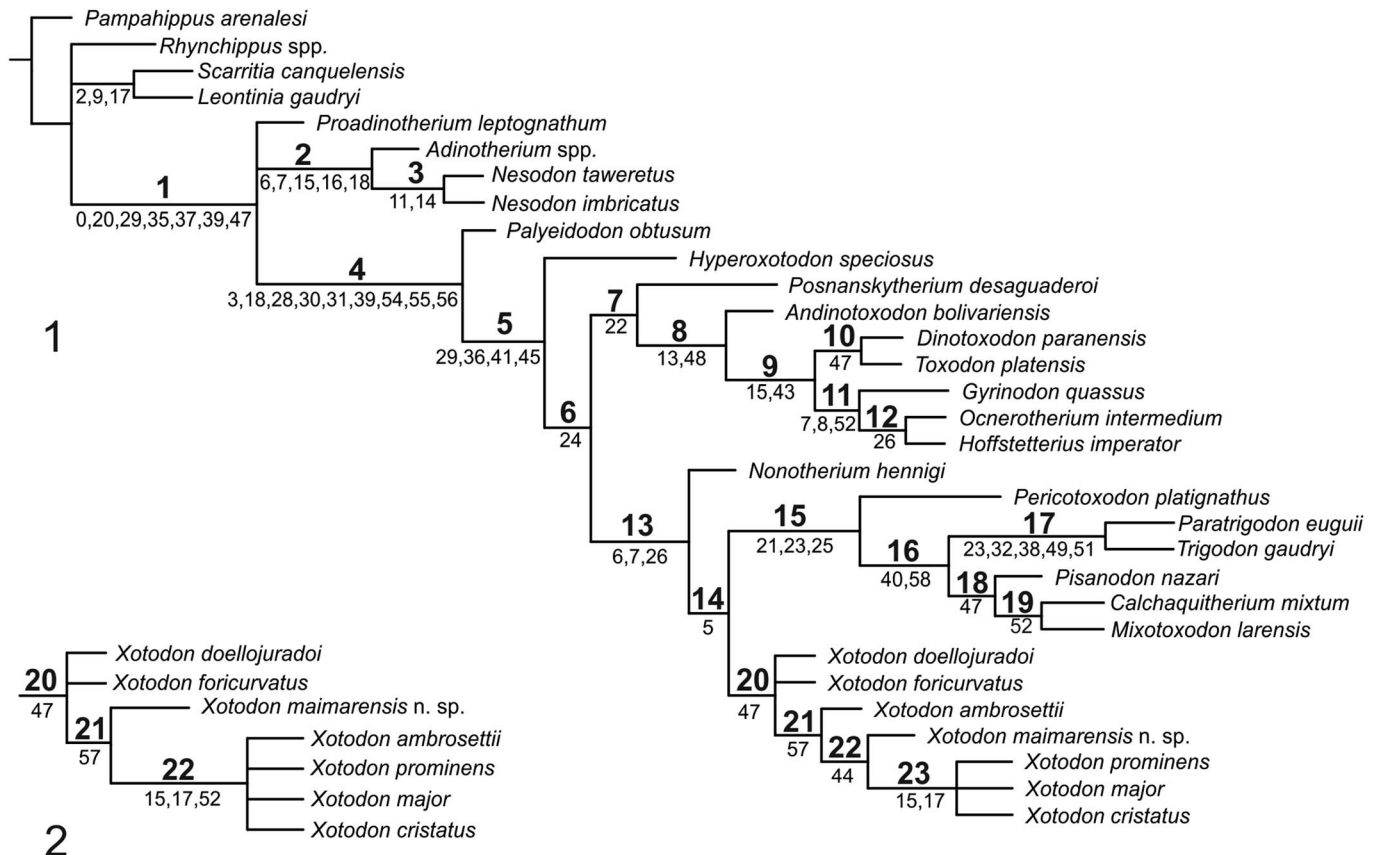 Pampahippus arenalesi
Rhynchippus spp.
Scarritia canquelensis
2,9,17
Leontinia gaudryi
Proadinotherium leptognathum
Adinotherium spp.
2
6,7,15,16,18
3
Nesodon taweretus
1
11,14
Nesodon imbricatus
0,20,29,35,37,39,47
Palyeidodon obtusum
4
Hyperoxotodon speciosus
3,18,28,30,31,39,54,55,56
Posnanskytherium desaguaderoi
7
22
Andinotoxodon bolivariensis
1
5
8
10
Dinotoxodon paranensis
29,36,41,45
13,48
47
Toxodon platensis
9
15,43
11
Gyrinodon quassus
6
7,8,52
12
Ocnerotherium intermedium
24
26
Hoffstetterius imperator
Nonotherium hennigi
Pericotoxodon platignathus
13
15
17
Paratrigodon euguii
6,7,26
21,23,25
16
23,32,38,49,51
Trigodon gaudryi
40,58
18
Pisanodon nazari
14
47
19
Calchaquitherium mixtum
5
52
Mixotoxodon larensis
Xotodon doellojuradoi
20
Xotodon foricurvatus
47
21
Xotodon ambrosettii
57
22
Xotodon maimarensis n. sp.
44
23
Xotodon prominens
15,17
Xotodon major
Xotodon cristatus
Xotodon doellojuradoi
20
Xotodon foricurvatus
47
21
Xotodon maimarensis n. sp.
57
Xotodon ambrosettii
22
Xotodon prominens
15,17,52
Xotodon major
Xotodon cristatus
2